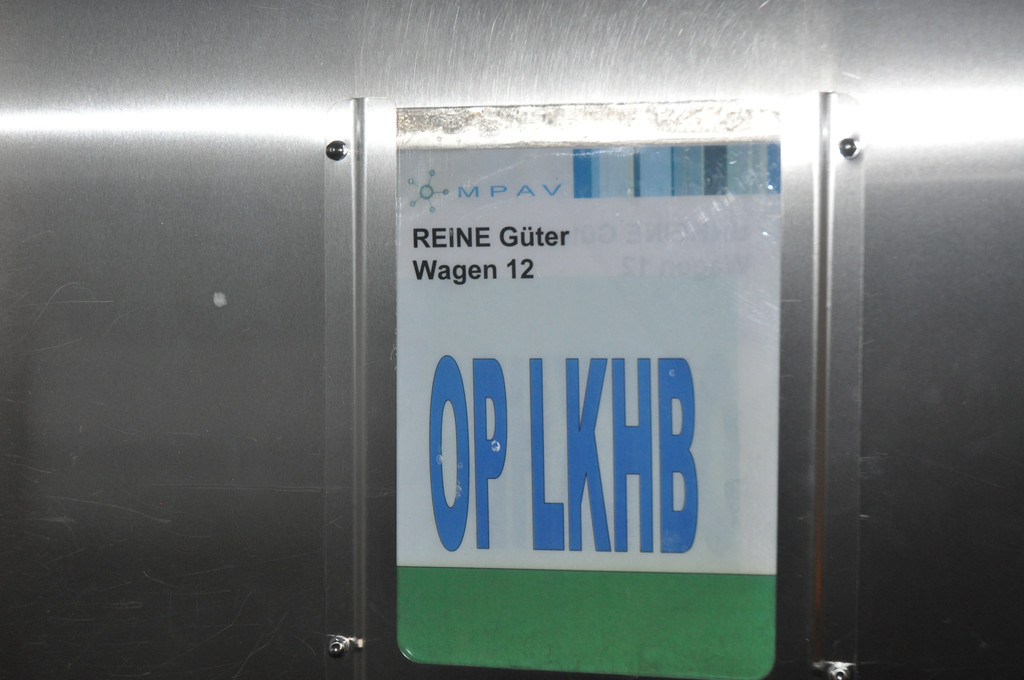 MPAV
REINE Güter
Wagen 12
OP LKHB